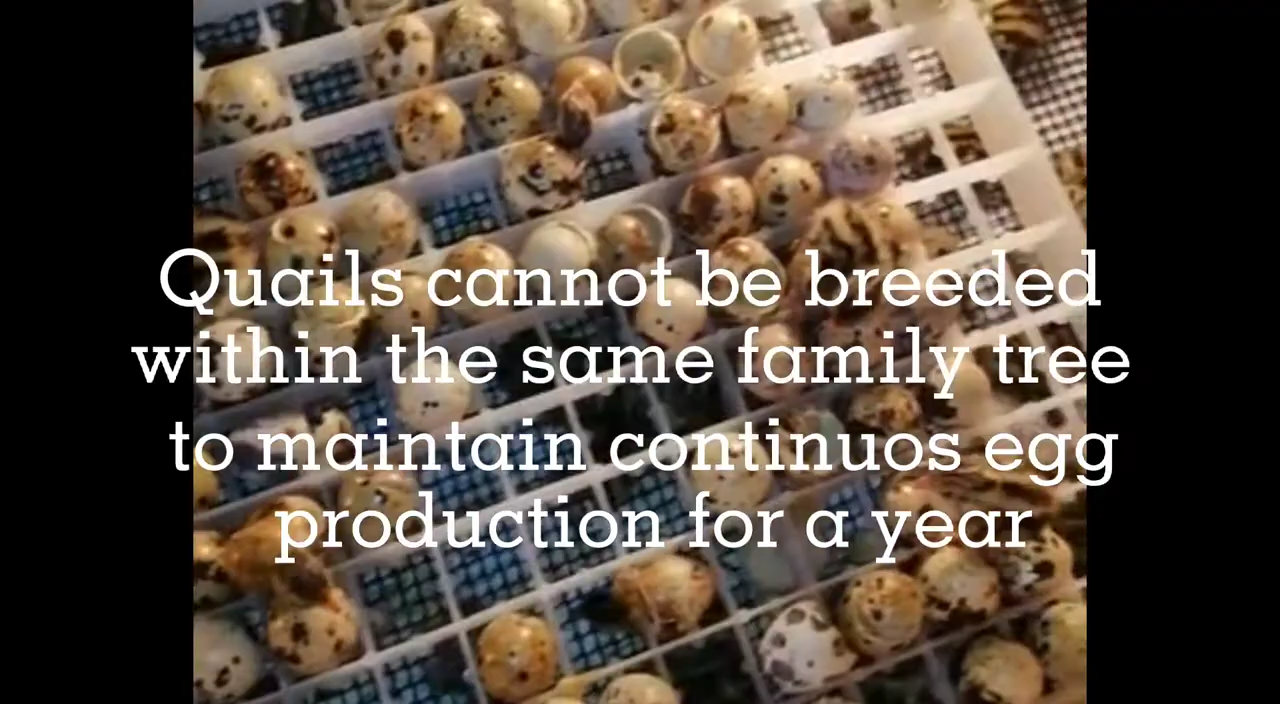 Quails cannot be breeded
within the same family tree
to maintain continuos egg
production for a year